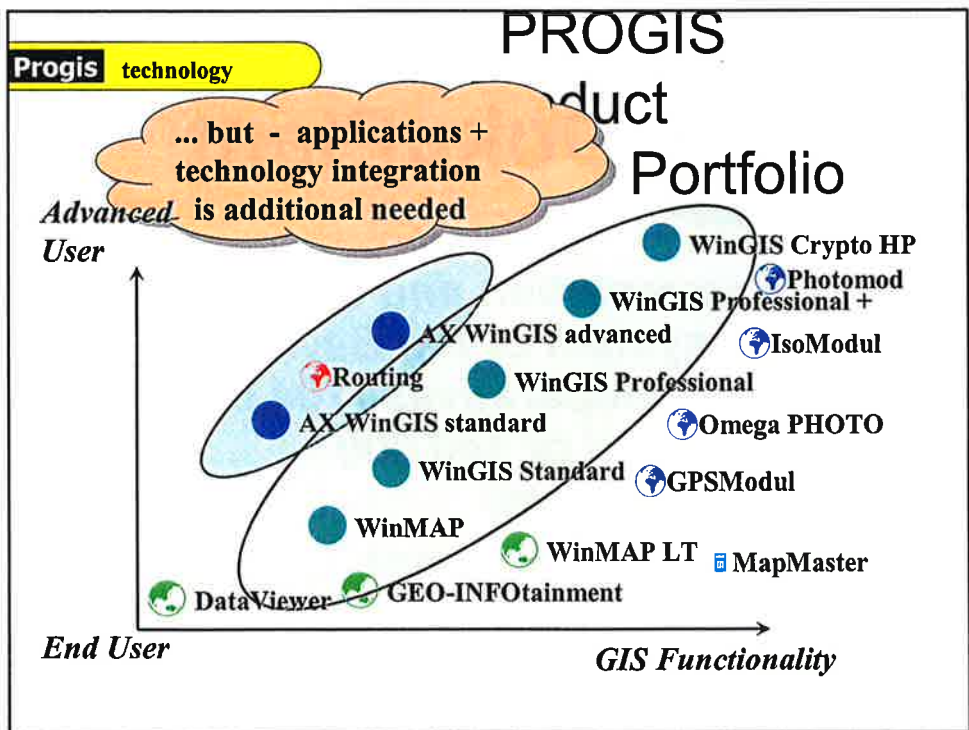 PROGIS
Progis technology
duct
... but - applications +
technology integration
is additional needed
Portfolio
Advanced
User
WinGIS Crypto HP
Photomod
WinGIS Professional +
AX WinGIS advanced
IsoModul
Routing
WinGIS Professional
AX WinGIS standard
Omega PHOTO
WinGIS Standard
GPSModul
WinMAP
WinMAP LT
MapMaster
DataViewer
GEO-INFOtainment
End User
GIS Functionality